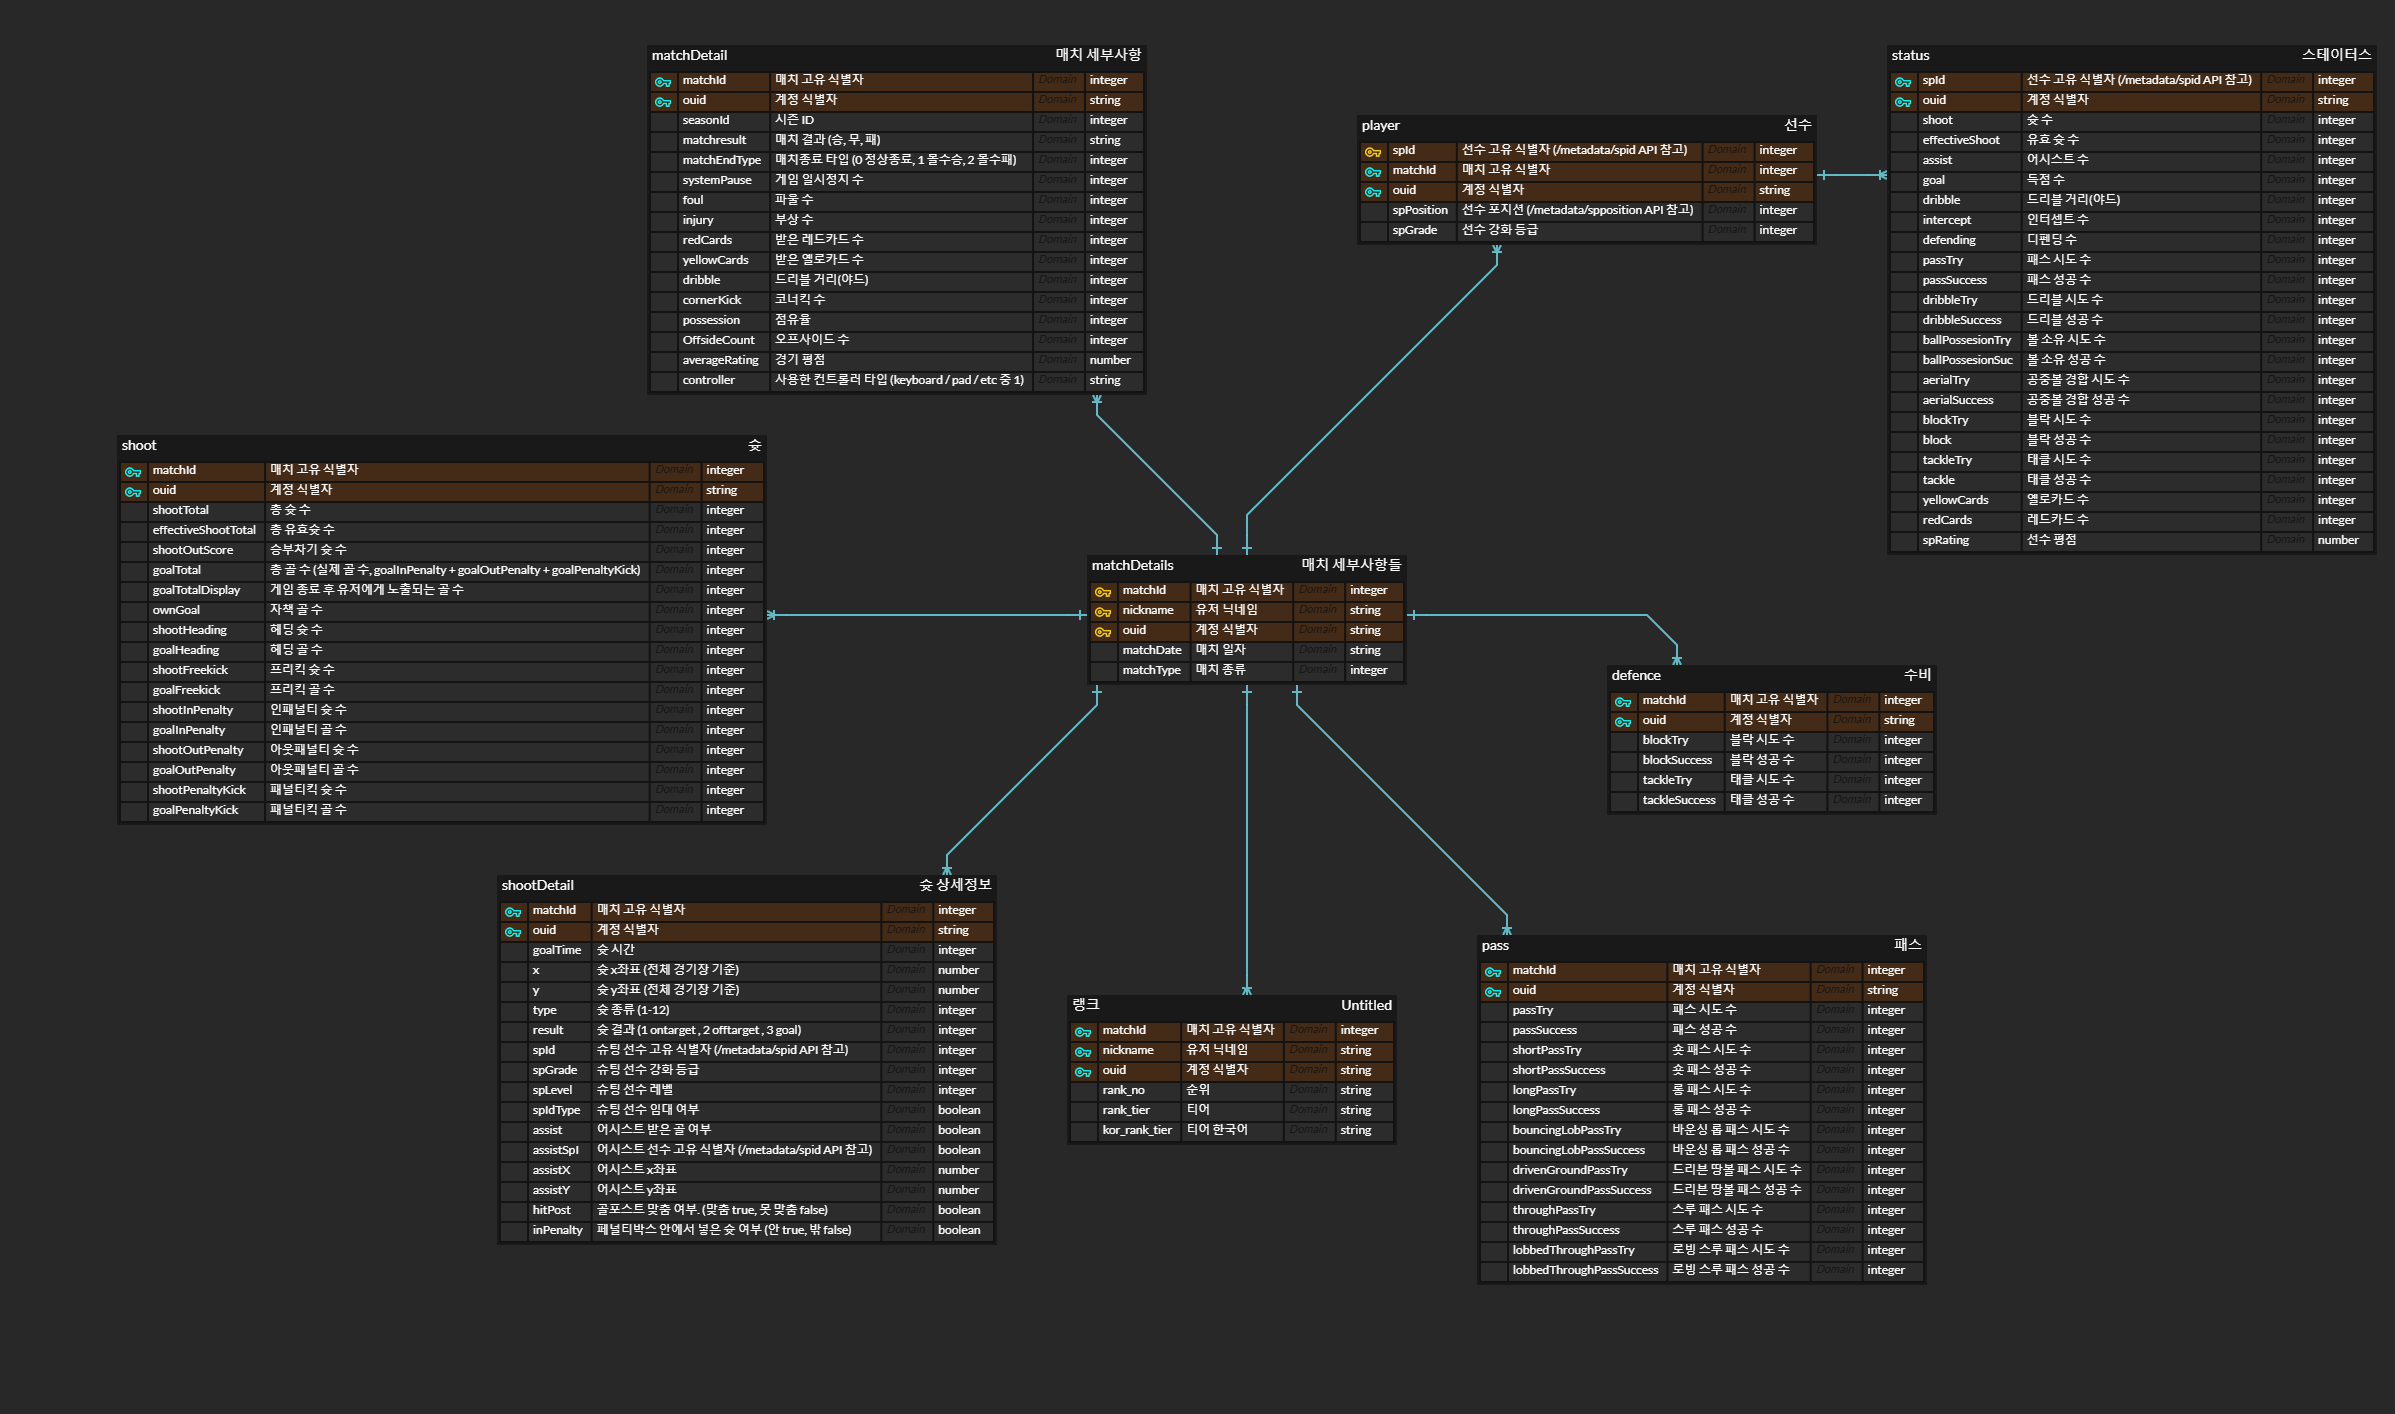 matchDetail 매치 세부사항
matchId 매치 고유 식별자 Domain integer
ouid 계정 식별자 Domain string
seasonId 시즌 ID Domain integer
matchresult 매치 결과 (승, 무, 패) Domain string
matchEndType 매치종료 타입 (0 정상종료, 1 몰수승, 2 몰수패) Domain integer
systemPause 게임 일시정지 수 Domain integer
foul 파울 수 Domain integer
injury 부상 수 Domain integer
redCards 받은 레드카드 수 Domain integer
yellowCards 받은 옐로카드 수 Domain integer
dribble 드리블 거리(야드) Domain integer
cornerKick 코너킥 수 Domain integer
possession 점유율 Domain integer
OffsideCount 오프사이드 수 Domain integer
averageRating 경기 평점 Domain number
controller 사용한 컨트롤러 타입 (keyboard / pad / etc 중 1) Domain string
player 선수
spId 선수 고유 식별자 (/metadata/spid API 참고) Domain integer
matchId 매치 고유 식별자 Domain integer
ouid 계정 식별자 Domain string
spPosition 선수 포지션 (/metadata/spposition API 참고) Domain integer
spGrade 선수 강화 등급 Domain integer
status 스테이터스
spId 선수 고유 식별자 (/metadata/spid API 참고) Domain integer
ouid 계정 식별자 Domain string
shoot 슛 수 Domain integer
effectiveShoot 유효 슛 수 Domain integer
assist 어시스트 수 Domain integer
goal 득점 수 Domain integer
dribble 드리블 거리(야드) Domain integer
intercept 인터셉트 수 Domain integer
defending 디펜딩 수 Domain integer
passTry 패스 시도 수 Domain integer
passSuccess 패스 성공 수 Domain integer
dribbleTry 드리블 시도 수 Domain integer
dribbleSuccess 드리블 성공 수 Domain integer
ballPossesionTry 볼 소유 시도 수 Domain integer
ballPossesionSuc 볼 소유 성공 수 Domain integer
aerialTry 공중볼 경합 시도 수 Domain integer
aerialSuccess 공중볼 경합 성공 수 Domain integer
blockTry 블락 시도 수 Domain integer
block 블락 성공 수 Domain integer
tackleTry 태클 시도 수 Domain integer
tackle 태클 성공 수 Domain integer
yellowCards 옐로카드 수 Domain integer
redCards 레드카드 수 Domain integer
spRating 선수 평점 Domain number
shoot 슛
matchId 매치 고유 식별자 Domain integer
ouid 계정 식별자 Domain string
shootTotal 총 슛 수 Domain integer
effectiveShootTotal 총 유효슛 수 Domain integer
shootOutScore 승부차기 슛 수 Domain integer
goalTotal 총 골 수 (실제 골 수, goalInPenalty + goalOutPenalty + goalPenaltyKick) Domain integer
goalTotalDisplay 게임 종료 후 유저에게 노출되는 골 수 Domain integer
ownGoal 자책 골 수 Domain integer
shootHeading 헤딩 슛 수 Domain integer
goalHeading 헤딩 골 수 Domain integer
shootFreekick 프리킥 슛 수 Domain integer
goalFreekick 프리킥 골 수 Domain integer
shootInPenalty 인패널티 슛 수 Domain integer
goalInPenalty 인패널티 골 수 Domain integer
shootOutPenalty 아웃패널티 슛 수 Domain integer
goalOutPenalty 아웃패널티 골 수 Domain integer
shootPenaltyKick 패널티킥 슛 수 Domain integer
goalPenaltyKick 패널티킥 골 수 Domain integer
matchDetails 매치 세부사항들
matchId 매치 고유 식별자 Domain integer
nickname 유저 닉네임 Domain string
ouid 계정 식별자 Domain string
matchDate 매치 일자 Domain string
matchType 매치 종류 Domain integer
defence 수비
matchId 매치 고유 식별자 Domain integer
ouid 계정 식별자 Domain string
blockTry 블락 시도 수 Domain integer
blockSuccess 블락 성공 수 Domain integer
tackleTry 태클 시도 수 Domain integer
tackleSuccess 태클 성공 수 Domain integer
shootDetail 슛 상세정보
matchId 매치 고유 식별자 Domain integer
ouid 계정 식별자 Domain string
goalTime 슛 시간 Domain integer
x 슛 x좌표 (전체 경기장 기준) Domain number
y 슛 y좌표 (전체 경기장 기준) Domain number
type 슛 종류 (1-12) Domain integer
result 슛 결과 (1 ontarget , 2 offtarget , 3 goal) Domain integer
spId 슈팅 선수 고유 식별자 (/metadata/spid API 참고) Domain integer
spGrade 슈팅 선수 강화 등급 Domain integer
spLevel 슈팅 선수 레벨 Domain integer
spIdType 슈팅 선수 임대 여부 Domain boolean
assist 어시스트 받은 골 여부 Domain boolean
assistSpI 어시스트 선수 고유 식별자 (/metadata/spid API 참고) Domain boolean
assistX 어시스트 x좌표 Domain number
assistY 어시스트 y좌표 Domain number
hitPost 골포스트 맞춤 여부. (맞춤 true, 못 맞춤 false) Domain boolean
inPenalty 페널티박스 안에서 넣은 슛 여부 (안 true, 밖 false) Domain boolean
랭크 Untitled
matchId 매치 고유 식별자 Domain integer
nickname 유저 닉네임 Domain string
ouid 계정 식별자 Domain string
rank_no 순위 Domain string
rank_tier 티어 Domain string
kor_rank_tier 티어 한국어 Domain string
pass 패스
matchId 매치 고유 식별자 Domain integer
ouid 계정 식별자 Domain string
passTry 패스 시도 수 Domain integer
passSuccess 패스 성공 수 Domain integer
shortPassTry 숏 패스 시도 수 Domain integer
shortPassSuccess 숏 패스 성공 수 Domain integer
longPassTry 롱 패스 시도 수 Domain integer
longPassSuccess 롱 패스 성공 수 Domain integer
bouncingLobPassTry 바운싱 롭 패스 시도 수 Domain integer
bouncingLobPassSuccess 바운싱 롭 패스 성공 수 Domain integer
drivenGroundPassTry 드리븐 땅볼 패스 시도 수 Domain integer
drivenGroundPassSuccess 드리븐 땅볼 패스 성공 수 Domain integer
throughPassTry 스루 패스 시도 수 Domain integer
throughPassSuccess 스루 패스 성공 수 Domain integer
lobbedThroughPassTry 로빙 스루 패스 시도 수 Domain integer
lobbedThroughPassSuccess 로빙 스루 패스 성공 수 Domain integer